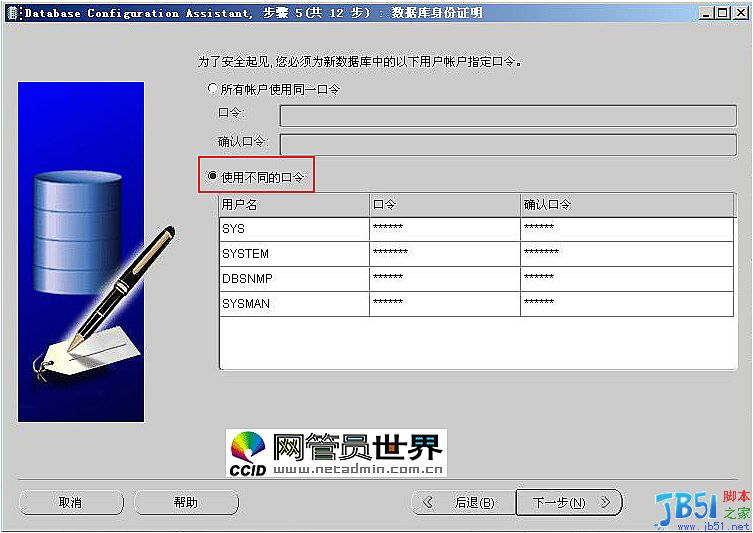 Database Configuration Assistant, 步骤 5(共 12 步) : 数据库身份证明
为了安全起见,您必须为新数据库中的以下用户帐户指定口令。
所有帐户使用同一口令
口令:
确认口令:
使用不同的口令
用户名 口令 确认口令
SYS ****** ******
SYSTEM ******* *******
DBSNMP ****** ******
SYSMAN ****** ******
CCID 网管员世界
www.netadmin.com.cn
取消 帮助 后退(B) 下一步(N)
JB51 脚本之家
www.jb51.net